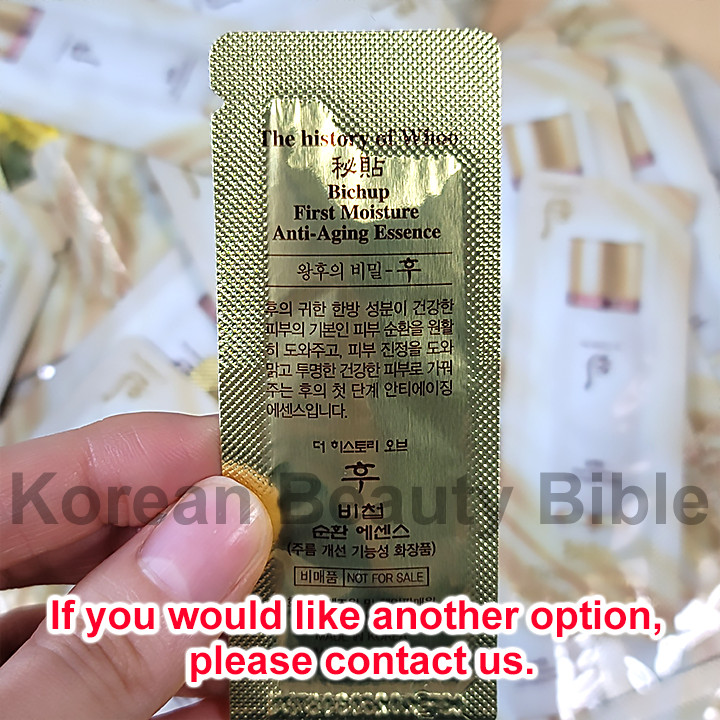 The history of Whoo
秘貼
Bichup
First Moisture
Anti-Aging Essence
왕후의 비밀-후
후의 귀한 한방 성분이 건강한
피부의 기본인 피부 순환을 원활
히 도와주고, 피부 진정을 도와
맑고 투명한 건강한 피부로 가꿔
주는 후의 첫 단계 안티에이징
에센스입니다.
더 히스토리 오브
후
비첩
순환 에센스
(주름 개선 기능성 화장품)
비매품 NOT FOR SALE
Korean Beauty Bible
If you would like another option,
please contact us.